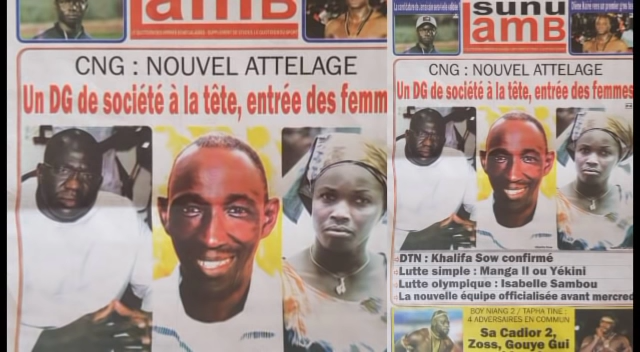 LAMB
CNG : NOUVEL ATTELAGE
Un DG de société à la tête, entrée des femm
sunu
LAMB
CNG : NOUVEL ATTELAGE
Un DG de société à la tête, entrée des femmes
DTN : Khalifa Sow confirmé
Lutte simple : Manga II ou Yékini
Lutte olympique : Isabelle Sambou
La nouvelle équipe officialisée avant mercred
BOY NIANG 2 / TAPHA TINE :
4 ADVERSAIRES EN COMMUN
Sa Cadior 2,
Zoss, Gouye Gui